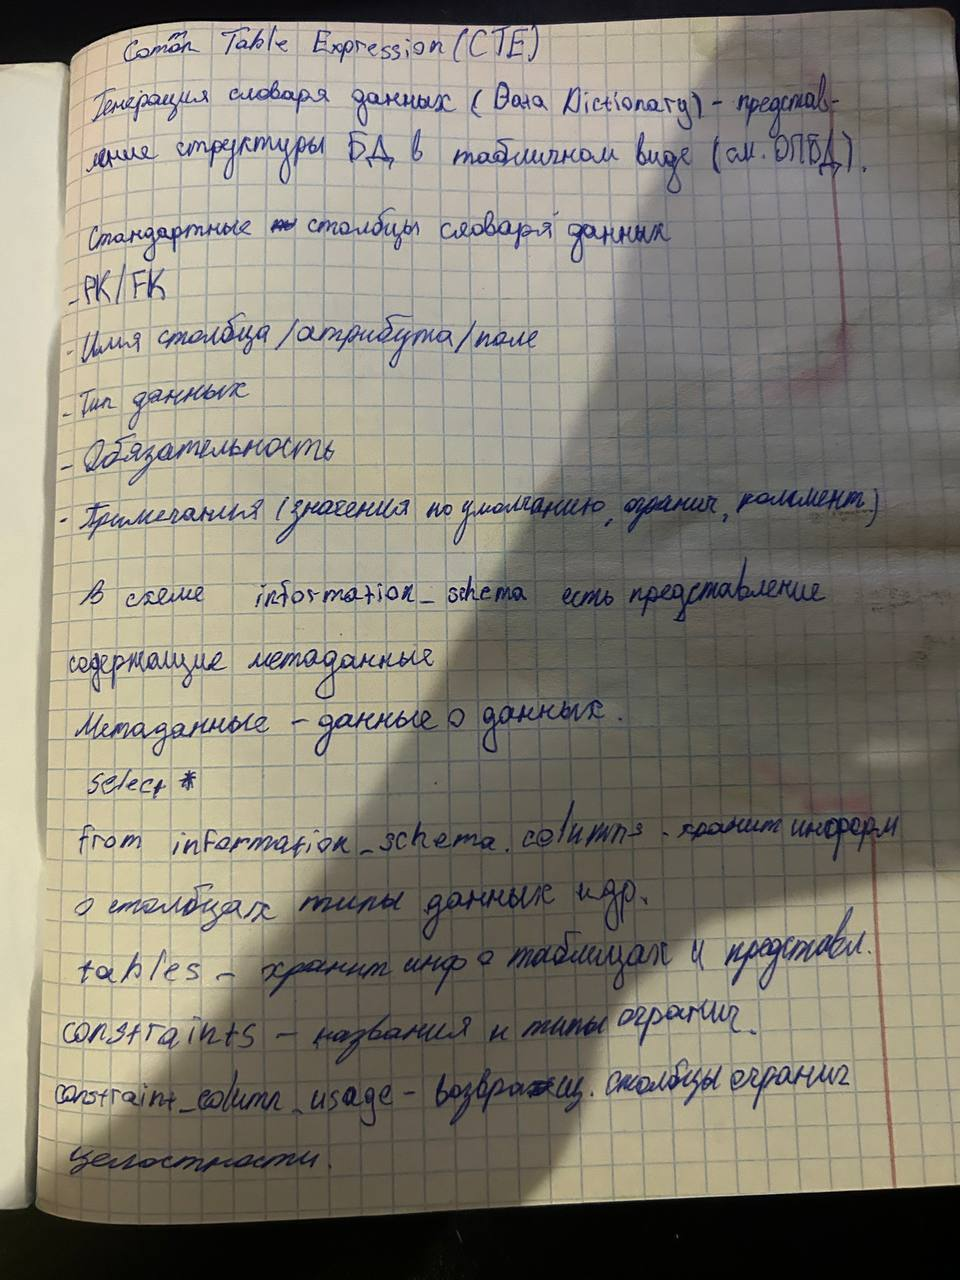 Common Table Expression (CTE)
Генерация словаря данных (Data Dictionary) - представ-
ление структуры БД в табличном виде (см. ОПБД).
Стандартные столбцы словаря данных
- PK/FK
- Имя столбца/атрибута/поле
- Тип данных
- Обязательность
- Примечания (значения по умолчанию, огранич, коммент.)
В схеме information_schema есть представление
содержащие метаданные
Метаданные - данные о данных.
select *
from information_schema.columns - хранит информ
о столбцах типы данных и др.
tables - хранит инф о таблицах и представл.
constraints - названия и типы огранич.
constraint_column_usage - возвращ. столбцы огранич
целостности.